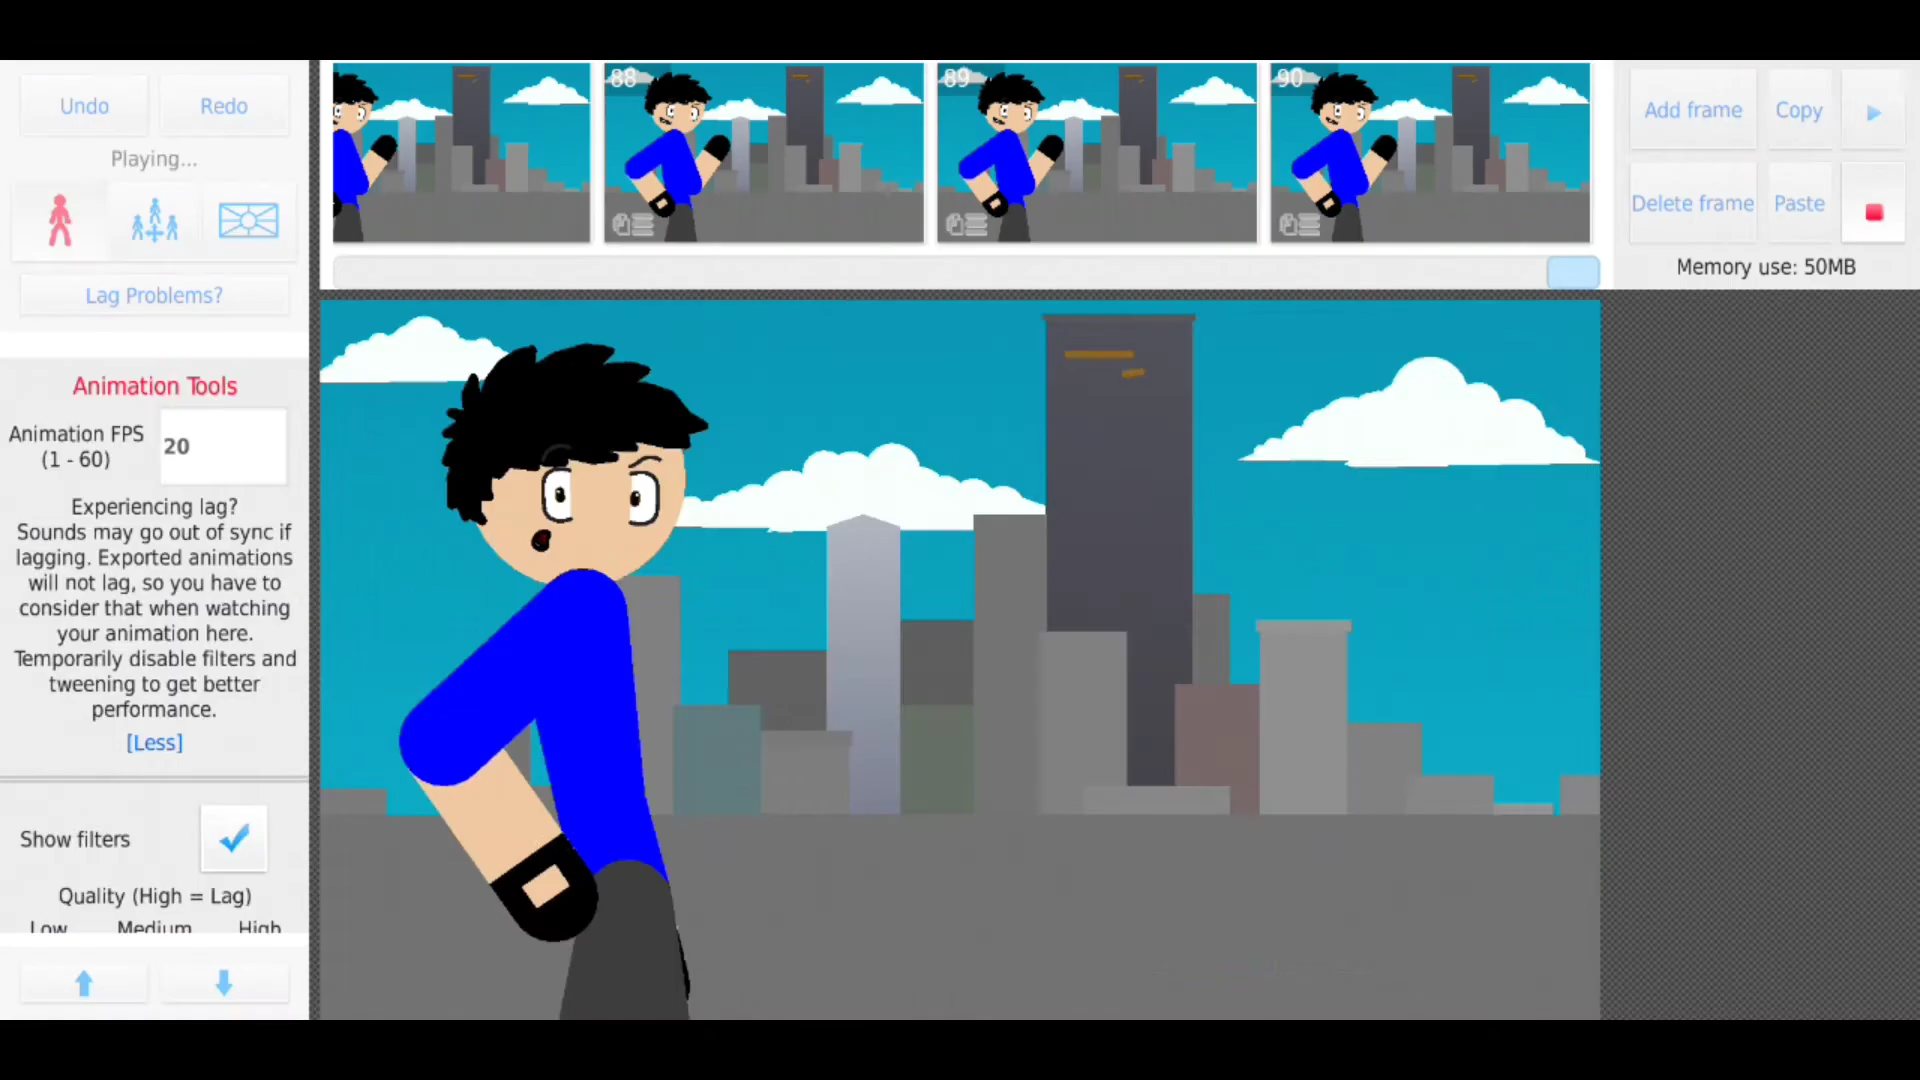 Undo
Redo
Playing...
Lag Problems?
Animation Tools
Animation FPS
(1 - 60)
20
Experiencing lag?
Sounds may go out of sync if
lagging. Exported animations
will not lag, so you have to
consider that when watching
your animation here.
Temporarily disable filters and
tweening to get better
performance.
[Less]
Show filters
Quality (High = Lag)
Low
Medium
High
88
89
90
Add frame
Copy
Delete frame
Paste
Memory use: 50MB